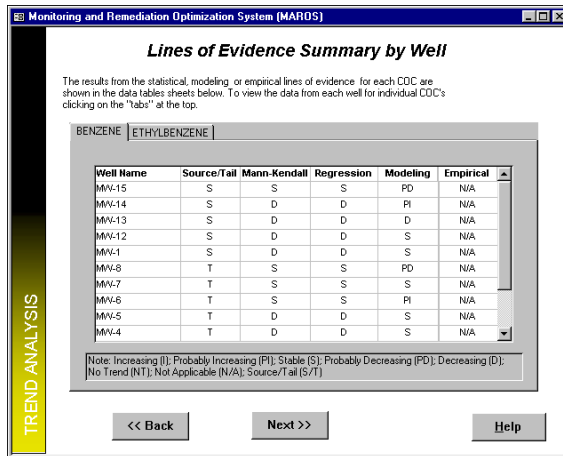 Monitoring and Remediation Optimization System (MAROS)
Lines of Evidence Summary by Well
The results from the statistical, modeling or empirical lines of evidence for each COC are
shown in the data tables sheets below. To view the data from each well for individual COC's
clicking on the "tabs" at the top.
BENZENE ETHYLBENZENE
Well Name Source/Tail Mann-Kendall Regression Modeling Empirical
MW-15 S S S PD N/A
MW-14 S D D PI N/A
MW-13 S D D D N/A
MW-12 S D D S N/A
MW-1 S D D S N/A
MW-8 T S S PD N/A
MW-7 T S S S N/A
MW-6 T S S PI N/A
MW-5 T D D S N/A
MW-4 T D D S N/A
Note: Increasing (I); Probably Increasing (PI); Stable (S); Probably Decreasing (PD); Decreasing (D);
No Trend (NT); Not Applicable (N/A); Source/Tail (S/T)
TREND ANALYSIS
<< Back Next >> Help